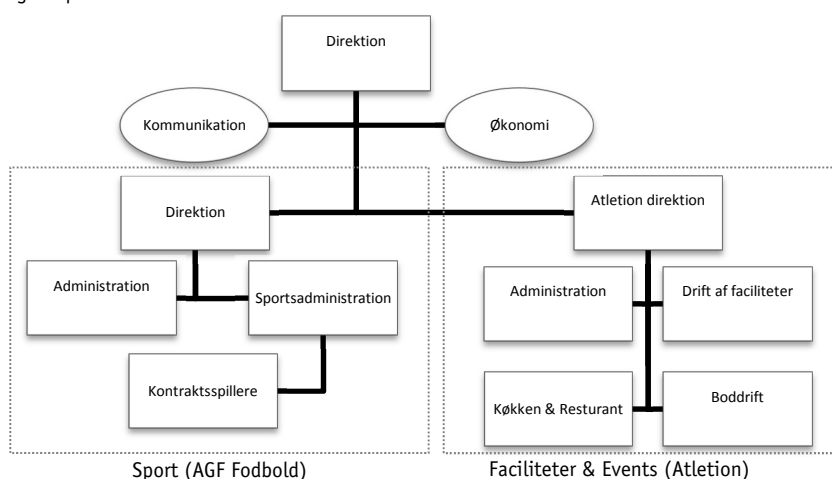 Direktion
Kommunikation
Økonomi
Direktion
Atletion direktion
Administration
Sportsadministration
Administration
Drift af faciliteter
Kontraktsspillere
Køkken & Resturant
Boddrift
Sport (AGF Fodbold)
Faciliteter & Events (Atletion)